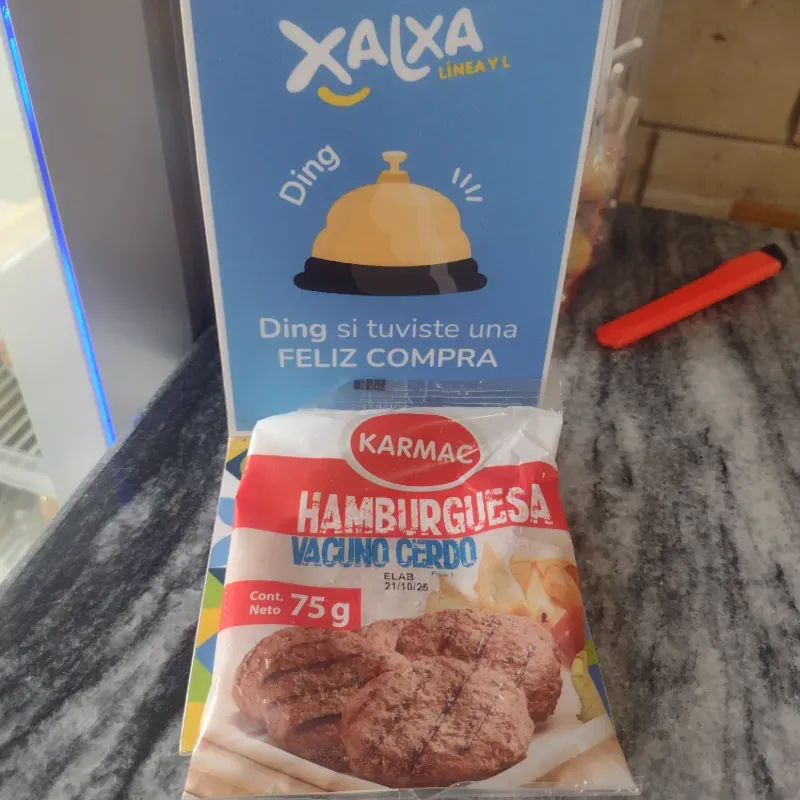 XALXA
LÍNEA Y L
Ding
Ding si tuviste una
FELIZ COMPRA
KARMAC
HAMBURGUESA
VACUNO CERDO
ELAB
21/10/25
Cont.
Neto 75 g